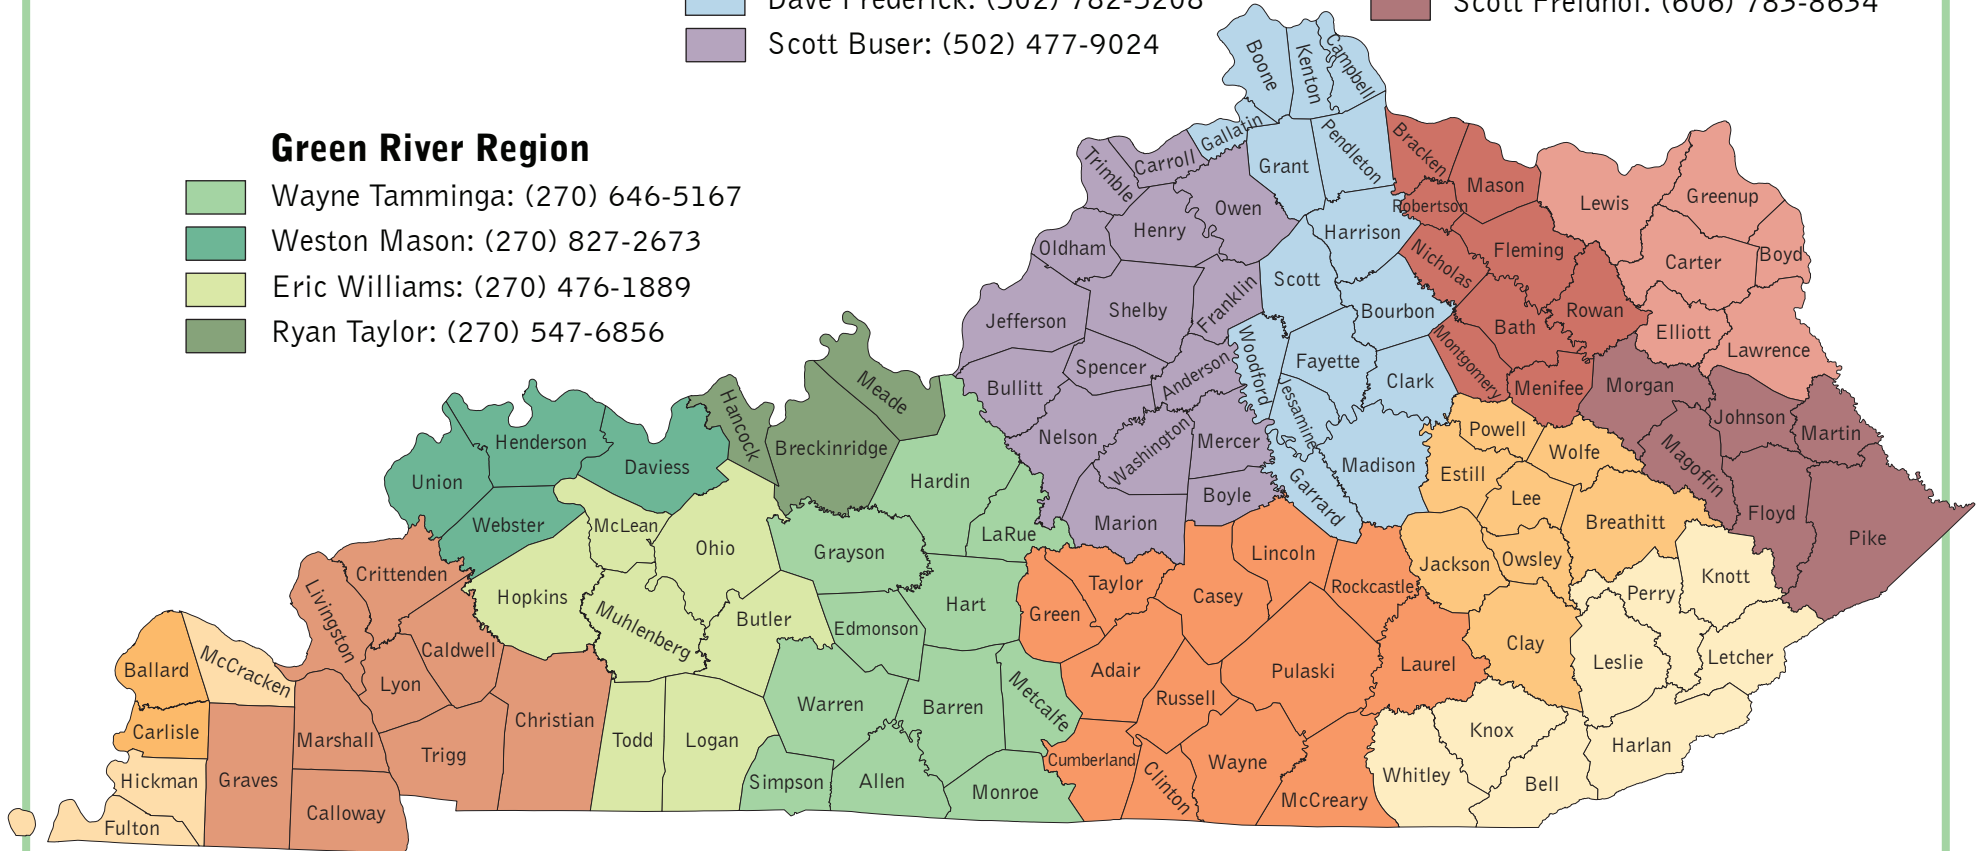 Dave Frederick: (502) 782-5208
Scott Freidhof: (606) 783-8654
Scott Buser: (502) 477-9024
Green River Region
Wayne Tamminga: (270) 646-5167
Weston Mason: (270) 827-2673
Eric Williams: (270) 476-1889
Ryan Taylor: (270) 547-6856
Boone
Kenton
Campbell
Gallatin
Grant
Pendleton
Bracken
Mason
Robertson
Lewis
Greenup
Trimble
Carroll
Owen
Henry
Oldham
Harrison
Nicholas
Fleming
Carter
Boyd
Scott
Franklin
Shelby
Jefferson
Bourbon
Bath
Rowan
Elliott
Lawrence
Woodford
Fayette
Montgomery
Spencer
Anderson
Bullitt
Clark
Menifee
Morgan
Johnson
Martin
Meade
Hancock
Breckinridge
Jessamine
Nelson
Washington
Mercer
Madison
Powell
Wolfe
Magoffin
Henderson
Daviess
Union
Hardin
Boyle
Garrard
Estill
Lee
Breathitt
Floyd
Pike
Webster
McLean
Ohio
Grayson
LaRue
Marion
Lincoln
Rockcastle
Jackson
Owsley
Perry
Knott
Crittenden
Livingston
Hopkins
Muhlenberg
Butler
Edmonson
Hart
Green
Taylor
Casey
Clay
Leslie
Letcher
Ballard
McCracken
Caldwell
Lyon
Adair
Russell
Pulaski
Laurel
Carlisle
Marshall
Christian
Trigg
Todd
Logan
Warren
Barren
Metcalfe
Knox
Harlan
Hickman
Graves
Calloway
Fulton
Simpson
Allen
Monroe
Cumberland
Clinton
Wayne
McCreary
Whitley
Bell